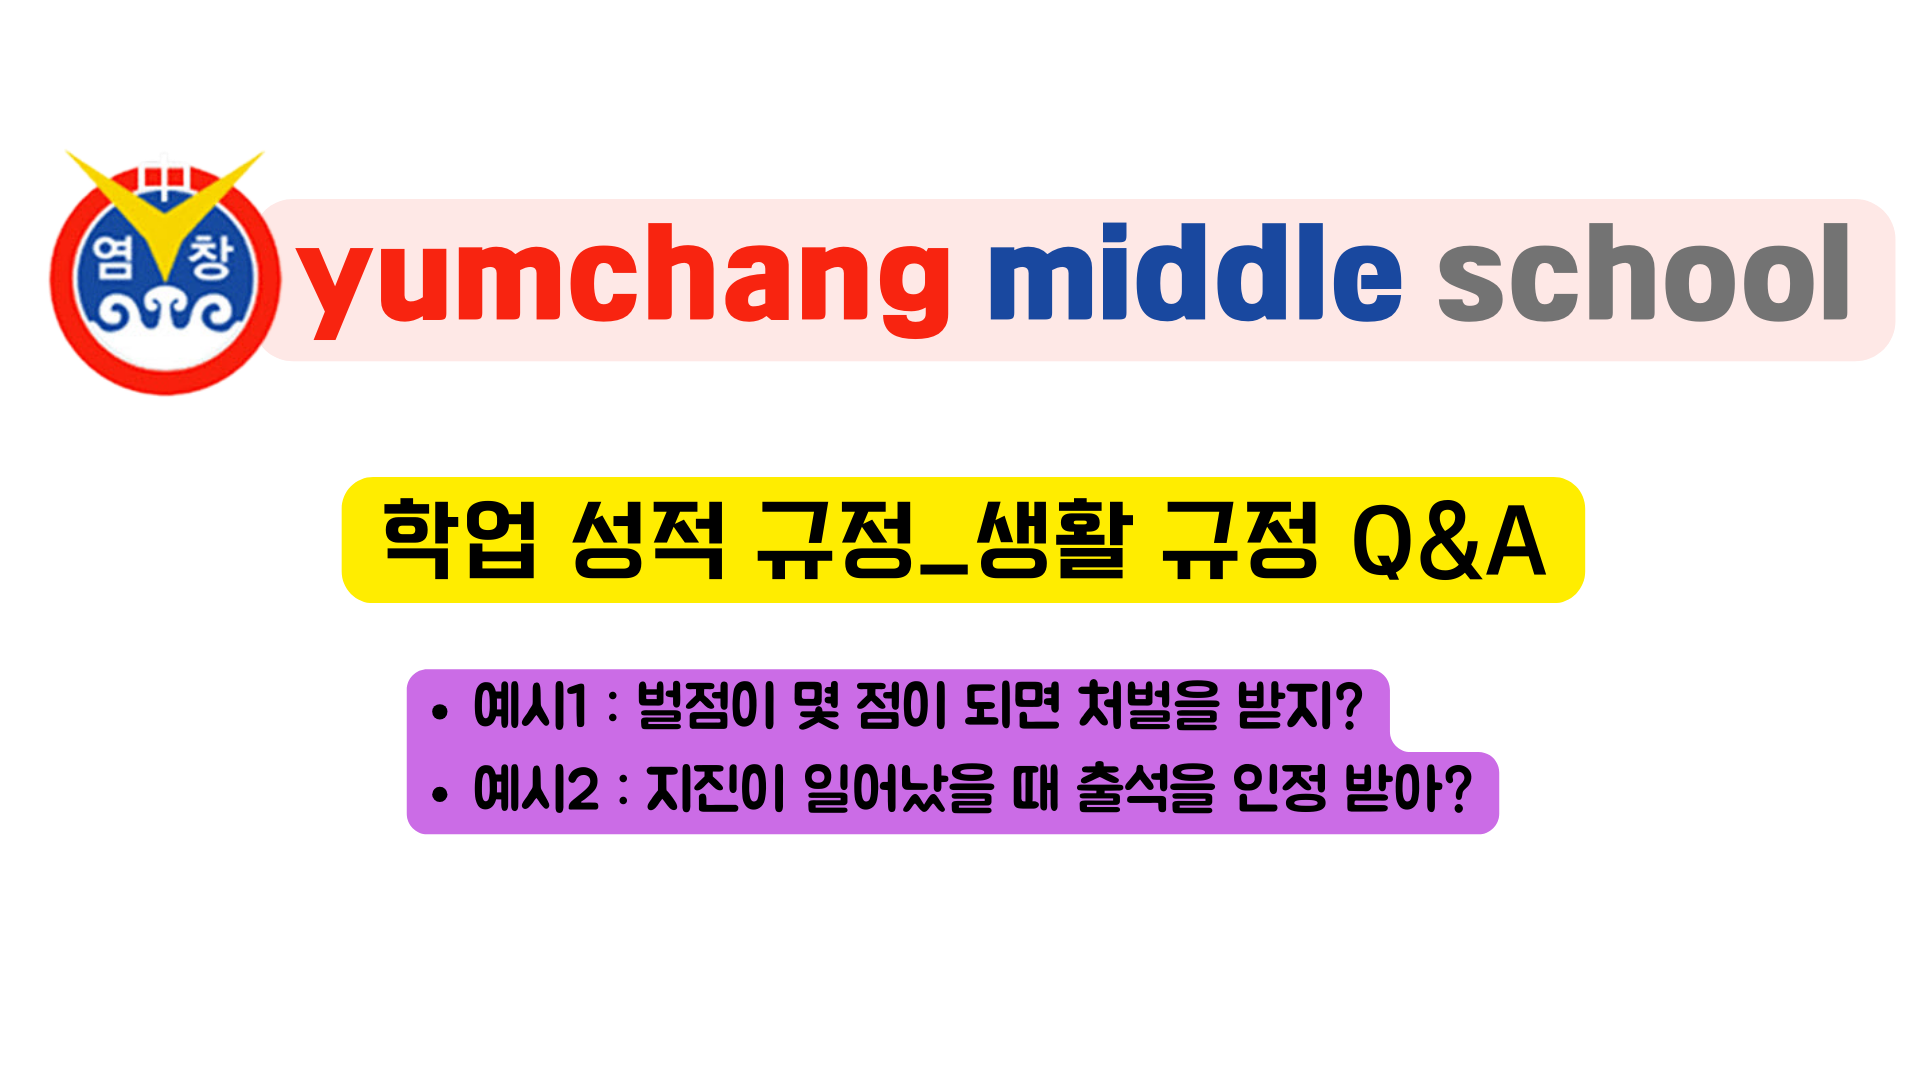 中
염 창
yumchang middle school
학업 성적 규정_생활 규정 Q&A
• 예시1 : 벌점이 몇 점이 되면 처벌을 받지?
• 예시2 : 지진이 일어났을 때 출석을 인정 받아?